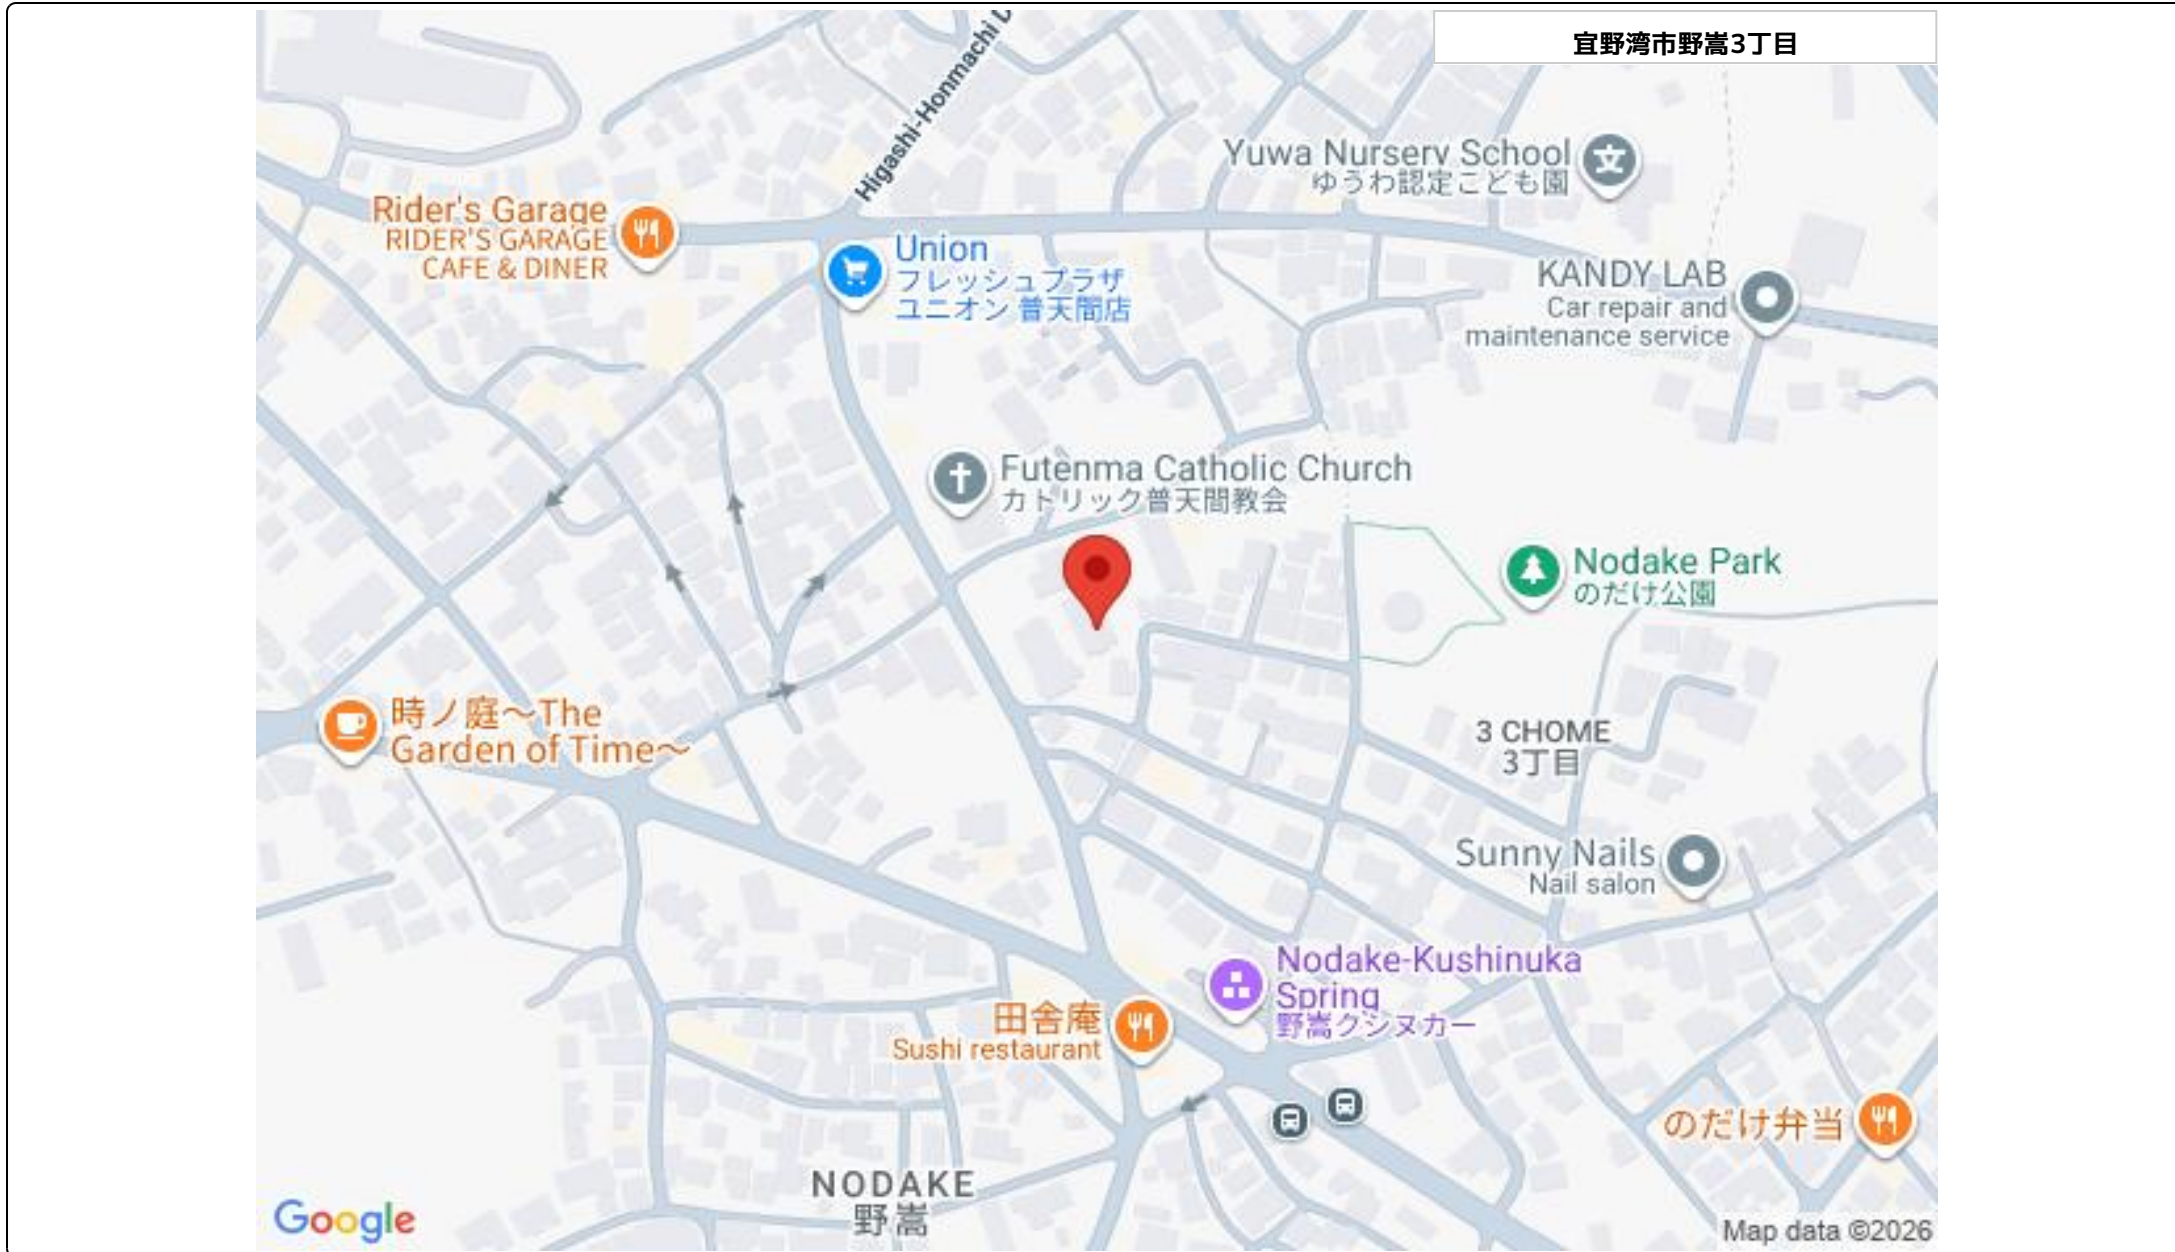 宜野湾市野嵩3丁目
Higashi-Honmachi
Yuwa Nursery School
ゆうわ認定こども園
Rider's Garage
RIDER'S GARAGE
CAFE & DINER
Union
フレッシュプラザ
ユニオン 普天間店
KANDY LAB
Car repair and
maintenance service
Futenma Catholic Church
カトリック普天間教会
Nodake Park
のだけ公園
時ノ庭～The
Garden of Time～
3 CHOME
3丁目
Sunny Nails
Nail salon
Nodake-Kushinuka
Spring
野嵩クシヌカー
田舎庵
Sushi restaurant
のだけ弁当
NODAKE
野嵩
Google
Map data ©2026